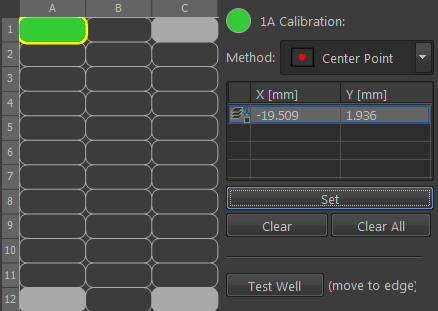 A B C
1
2
3
4
5
6
7
8
9
10
11
12
1A Calibration:
Method: Center Point
X [mm] Y [mm]
-19.509 1.936
Set
Clear Clear All
Test Well (move to edge)